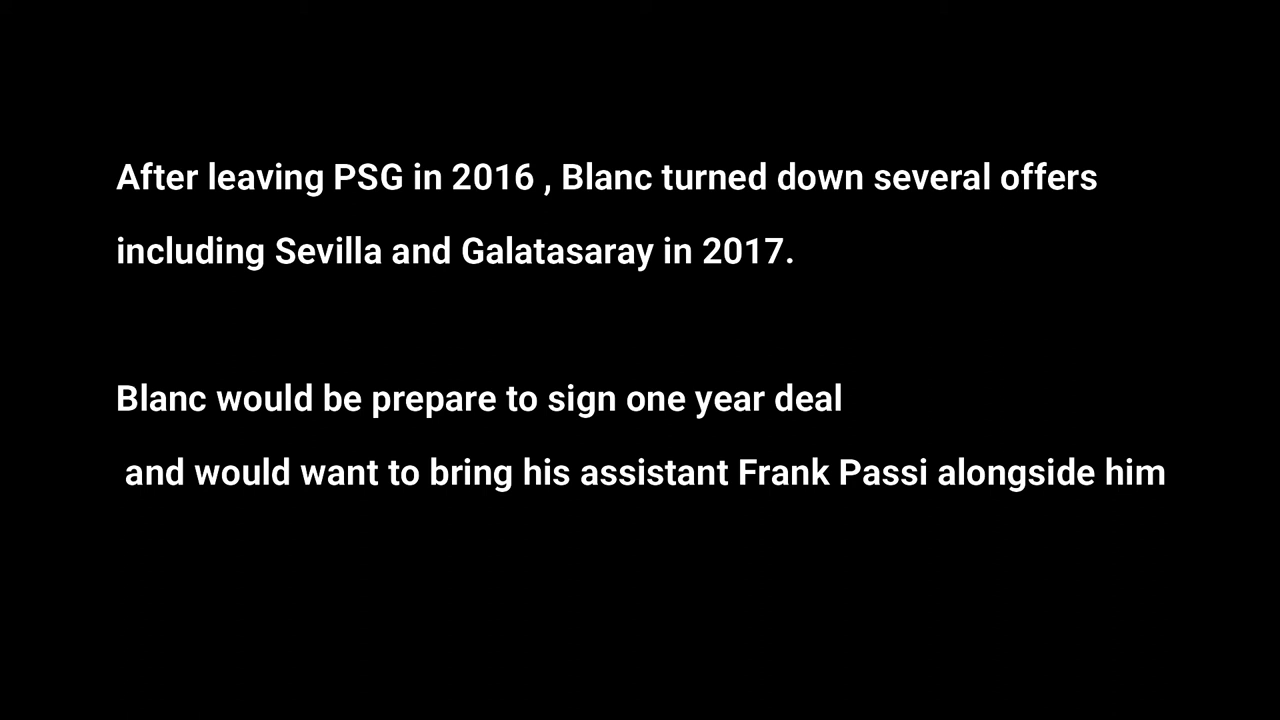 After leaving PSG in 2016 , Blanc turned down several offers
including Sevilla and Galatasaray in 2017.
Blanc would be prepare to sign one year deal
and would want to bring his assistant Frank Passi alongside him